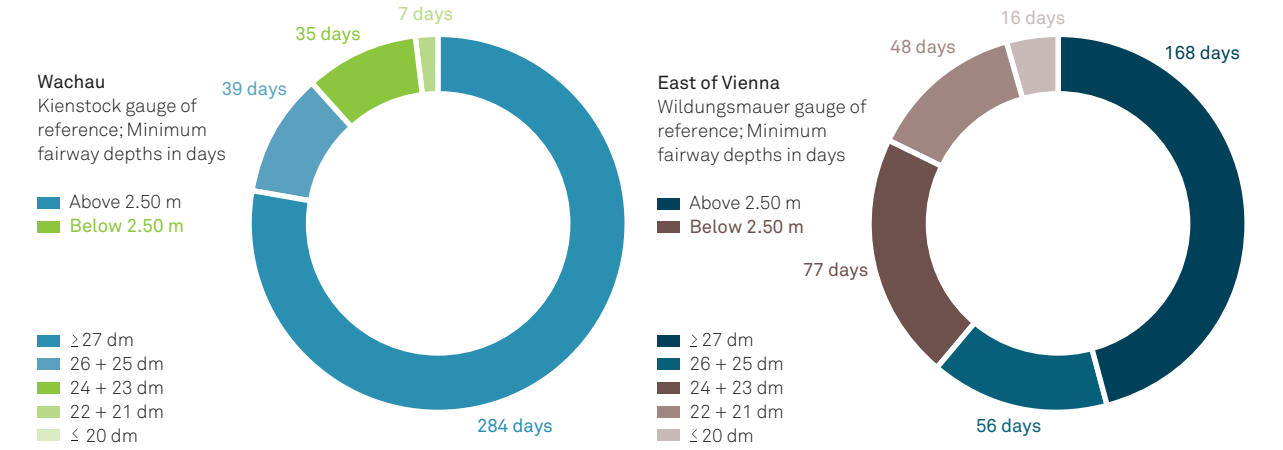 7 days
35 days
39 days
Wachau
Kienstock gauge of
reference; Minimum
fairway depths in days
Above 2.50 m
Below 2.50 m
≥ 27 dm
26 + 25 dm
24 + 23 dm
22 + 21 dm
≤ 20 dm
284 days
16 days
48 days
168 days
East of Vienna
Wildungsmauer gauge of
reference; Minimum
fairway depths in days
Above 2.50 m
Below 2.50 m
77 days
≥ 27 dm
26 + 25 dm
24 + 23 dm
22 + 21 dm
≤ 20 dm
56 days